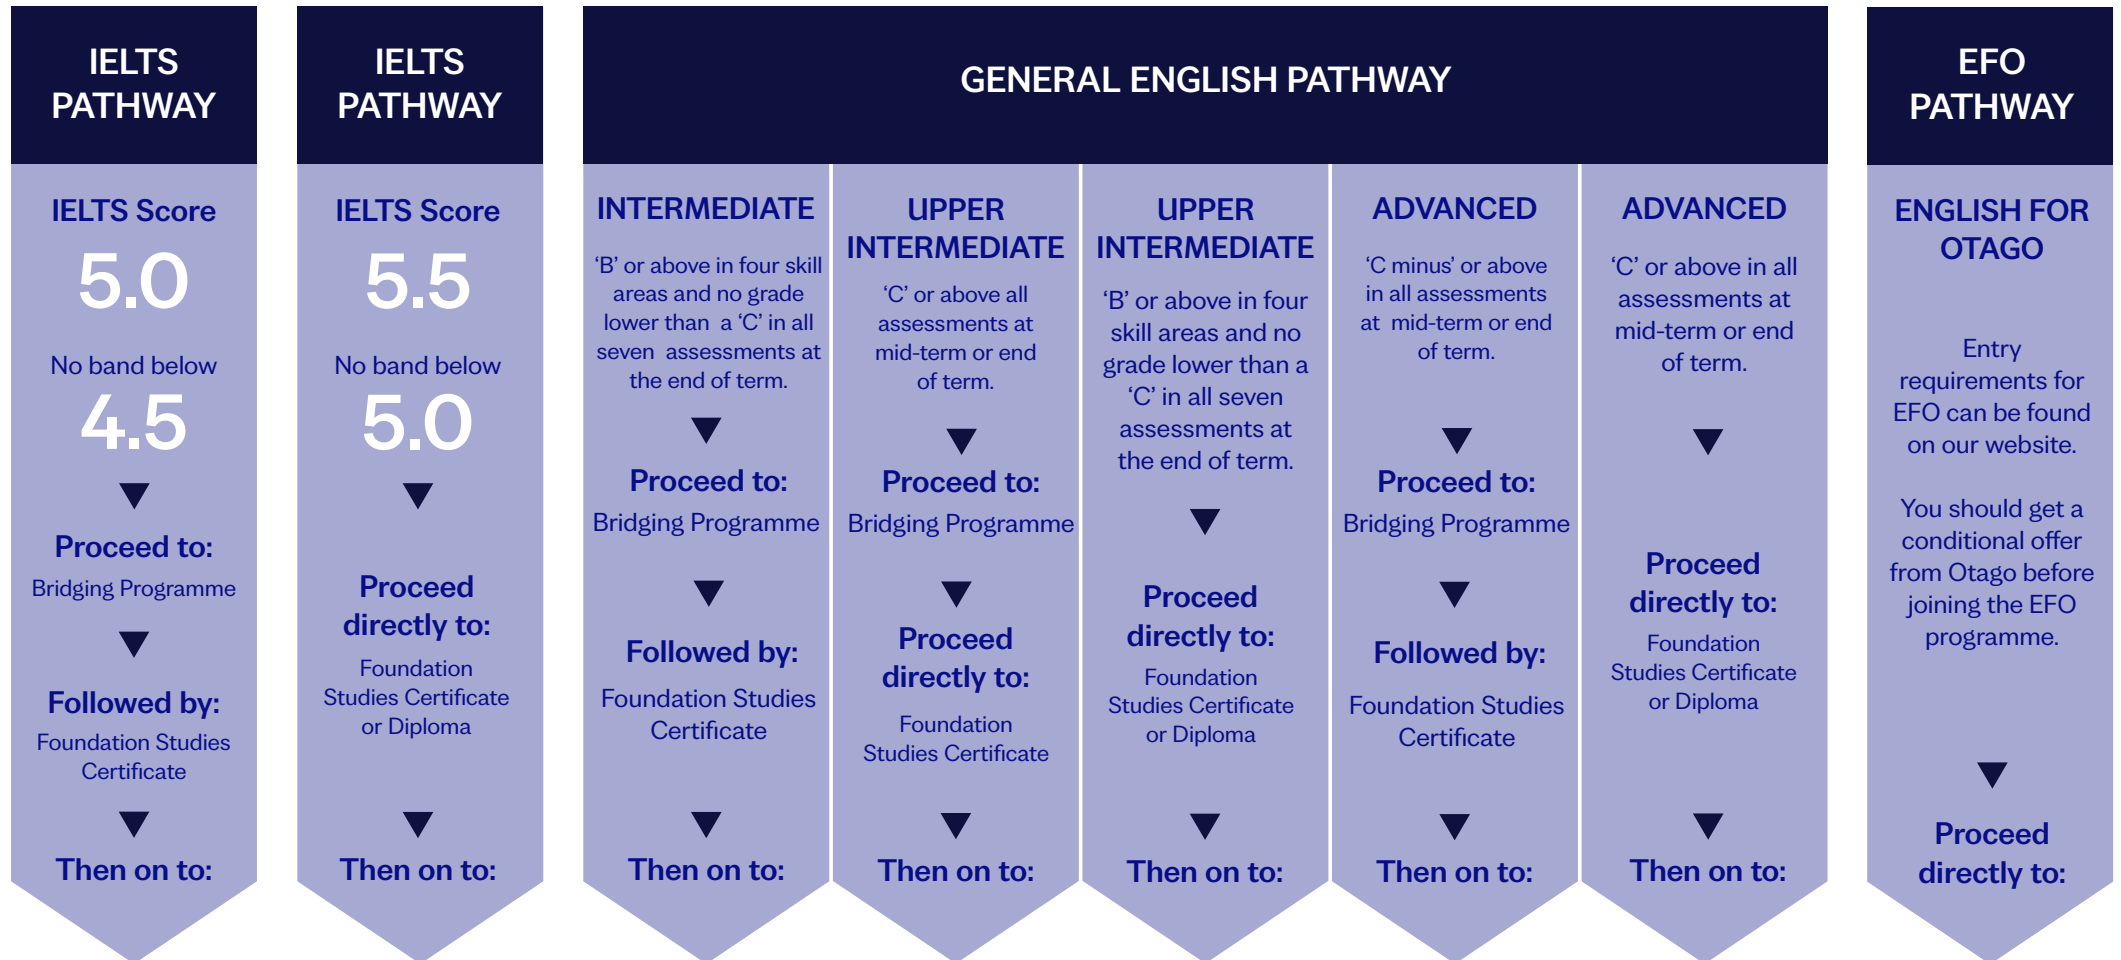 IELTS
PATHWAY
IELTS Score
5.0
No band below
4.5
Proceed to:
Bridging Programme
Followed by:
Foundation Studies
Certificate
Then on to:
IELTS
PATHWAY
IELTS Score
5.5
No band below
5.0
Proceed
directly to:
Foundation
Studies Certificate
or Diploma
Then on to:
GENERAL ENGLISH PATHWAY
INTERMEDIATE
‘B’ or above in four skill
areas and no grade
lower than a ‘C’ in all
seven assessments at
the end of term.
Proceed to:
Bridging Programme
Followed by:
Foundation Studies
Certificate
Then on to:
UPPER
INTERMEDIATE
‘C’ or above all
assessments at
mid-term or end
of term.
Proceed to:
Bridging Programme
Proceed
directly to:
Foundation
Studies Certificate
Then on to:
UPPER
INTERMEDIATE
‘B’ or above in four
skill areas and no
grade lower than a
‘C’ in all seven
assessments at
the end of term.
Proceed
directly to:
Foundation
Studies Certificate
or Diploma
Then on to:
ADVANCED
‘C minus’ or above
in all assessments
at mid-term or end
of term.
Proceed to:
Bridging Programme
Followed by:
Foundation Studies
Certificate
Then on to:
ADVANCED
‘C’ or above in all
assessments at
mid-term or end
of term.
Proceed
directly to:
Foundation
Studies Certificate
or Diploma
Then on to:
EFO
PATHWAY
ENGLISH FOR
OTAGO
Entry
requirements for
EFO can be found
on our website.
You should get a
conditional offer
from Otago before
joining the EFO
programme.
Proceed
directly to: